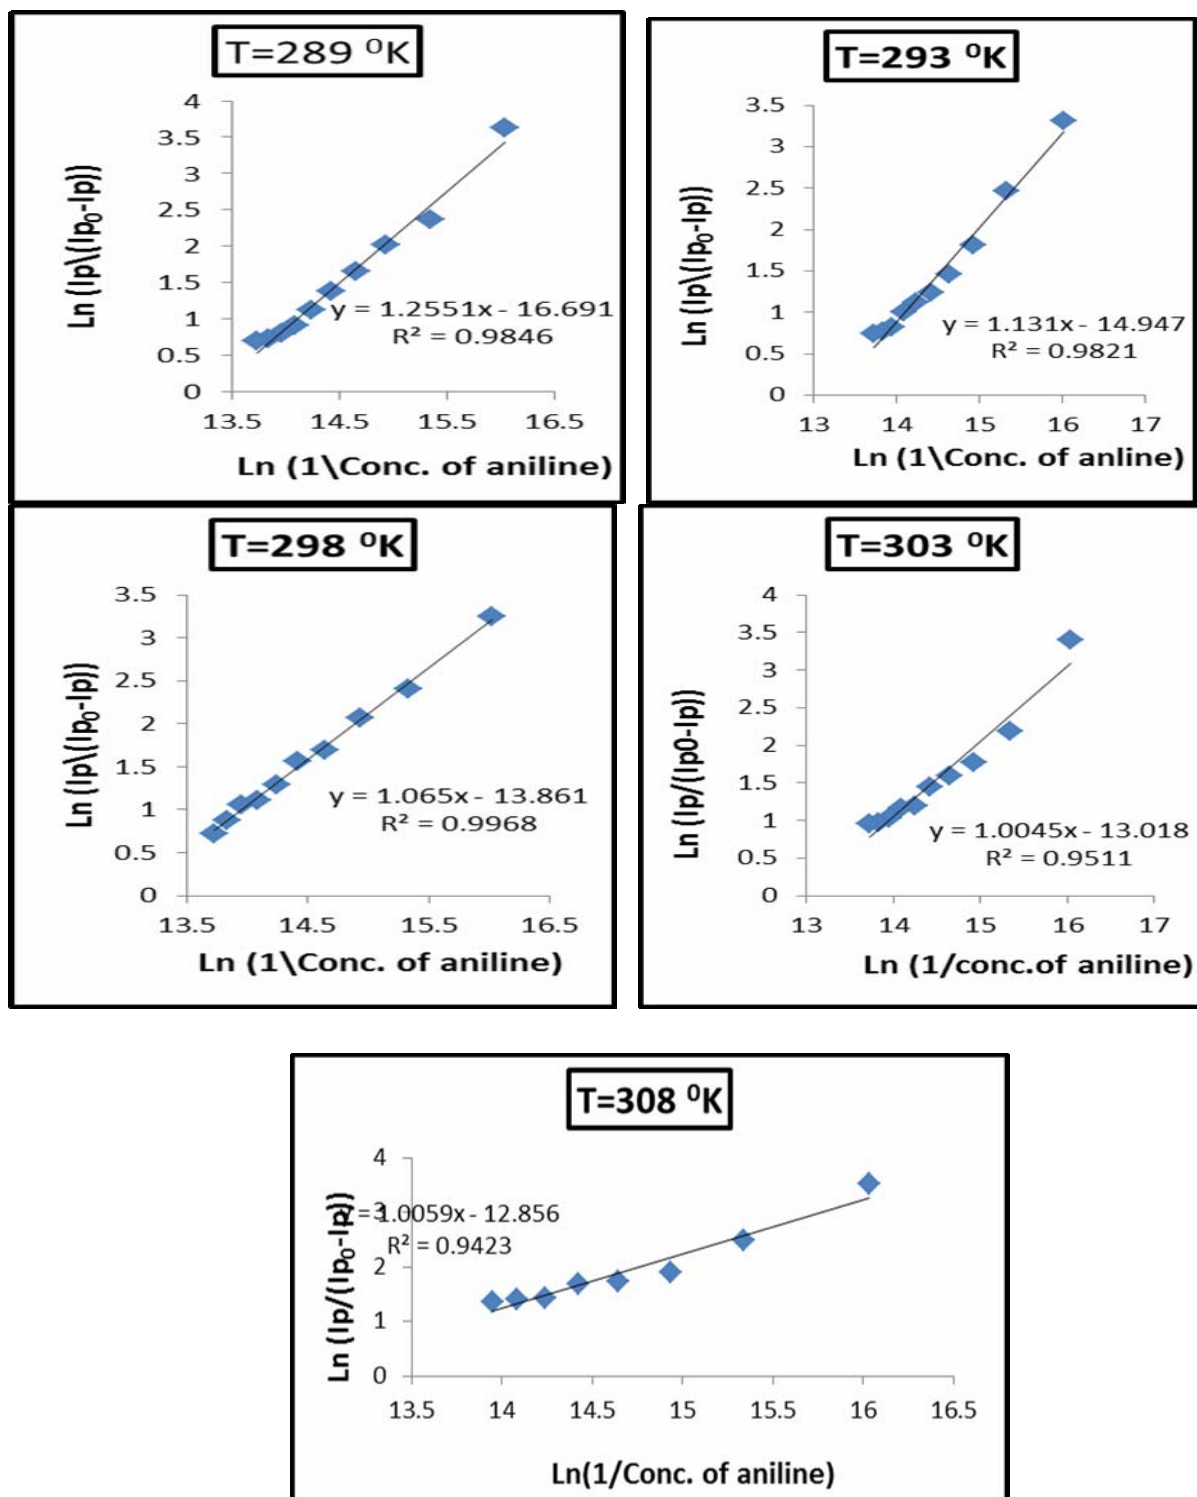 T=289 ⁰K
4
3.5
3
2.5
2
1.5
1
0.5
0
Ln (Ip\(Ip₀-Ip))
y = 1.2551x - 16.691
R² = 0.9846
13.5 14.5 15.5 16.5
Ln (1\Conc. of aniline)
T=293 ⁰K
3.5
3
2.5
2
1.5
1
0.5
0
Ln (Ip\(Ip₀-Ip))
y = 1.131x - 14.947
R² = 0.9821
13 14 15 16 17
Ln (1\Conc. of anline)
T=298 ⁰K
3.5
3
2.5
2
1.5
1
0.5
0
Ln (Ip\(Ip₀-Ip))
y = 1.065x - 13.861
R² = 0.9968
13.5 14.5 15.5 16.5
Ln (1\Conc. of aniline)
T=303 ⁰K
4
3.5
3
2.5
2
1.5
1
0.5
0
Ln (Ip/(Ip0-Ip))
y = 1.0045x - 13.018
R² = 0.9511
13 14 15 16 17
Ln (1/conc.of aniline)
T=308 ⁰K
4
3
2
1
0
Ln (Ip/(Ip₀-Ip))
y = 1.0059x - 12.856
R² = 0.9423
13.5 14 14.5 15 15.5 16 16.5
Ln(1/Conc. of aniline)